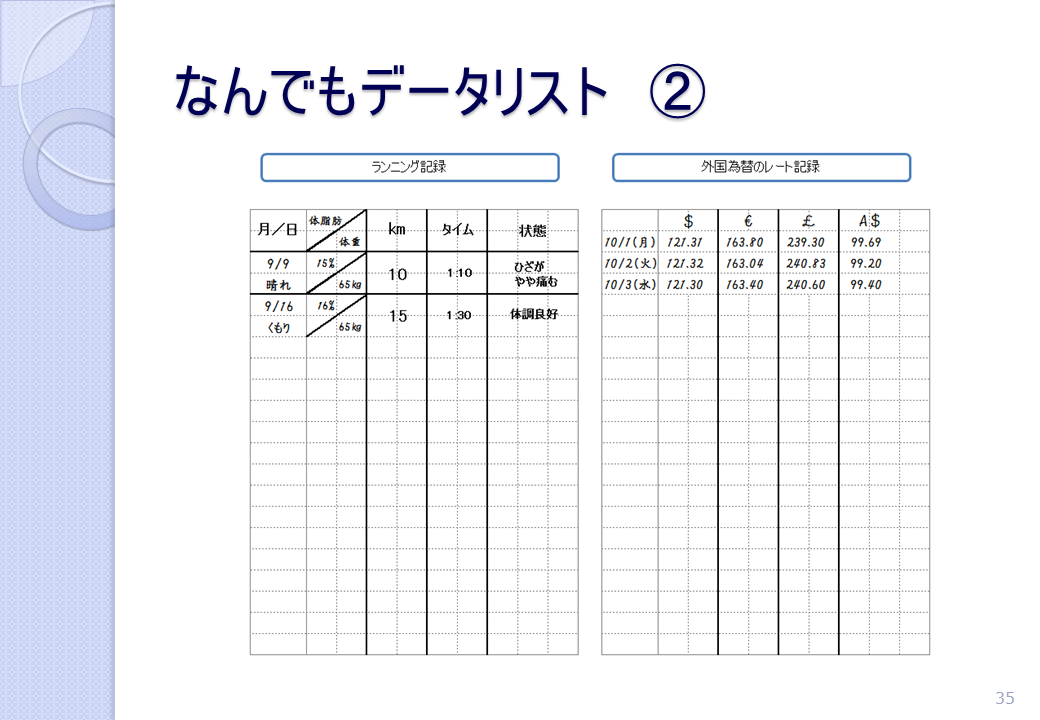 なんでもデータリスト ②
ランニング記録
月／日 体脂肪 体重 km タイム 状態
9/9 15% 10 1:10 ひざが
晴れ 65kg やや痛む
9/16 16% 15 1:30 体調良好
くもり 65kg
外国為替のレート記録
$ € £ A$
10/1(月) 121.31 163.80 239.30 99.69
10/2(火) 121.32 163.04 240.83 99.20
10/3(水) 121.30 163.40 240.60 99.40
35